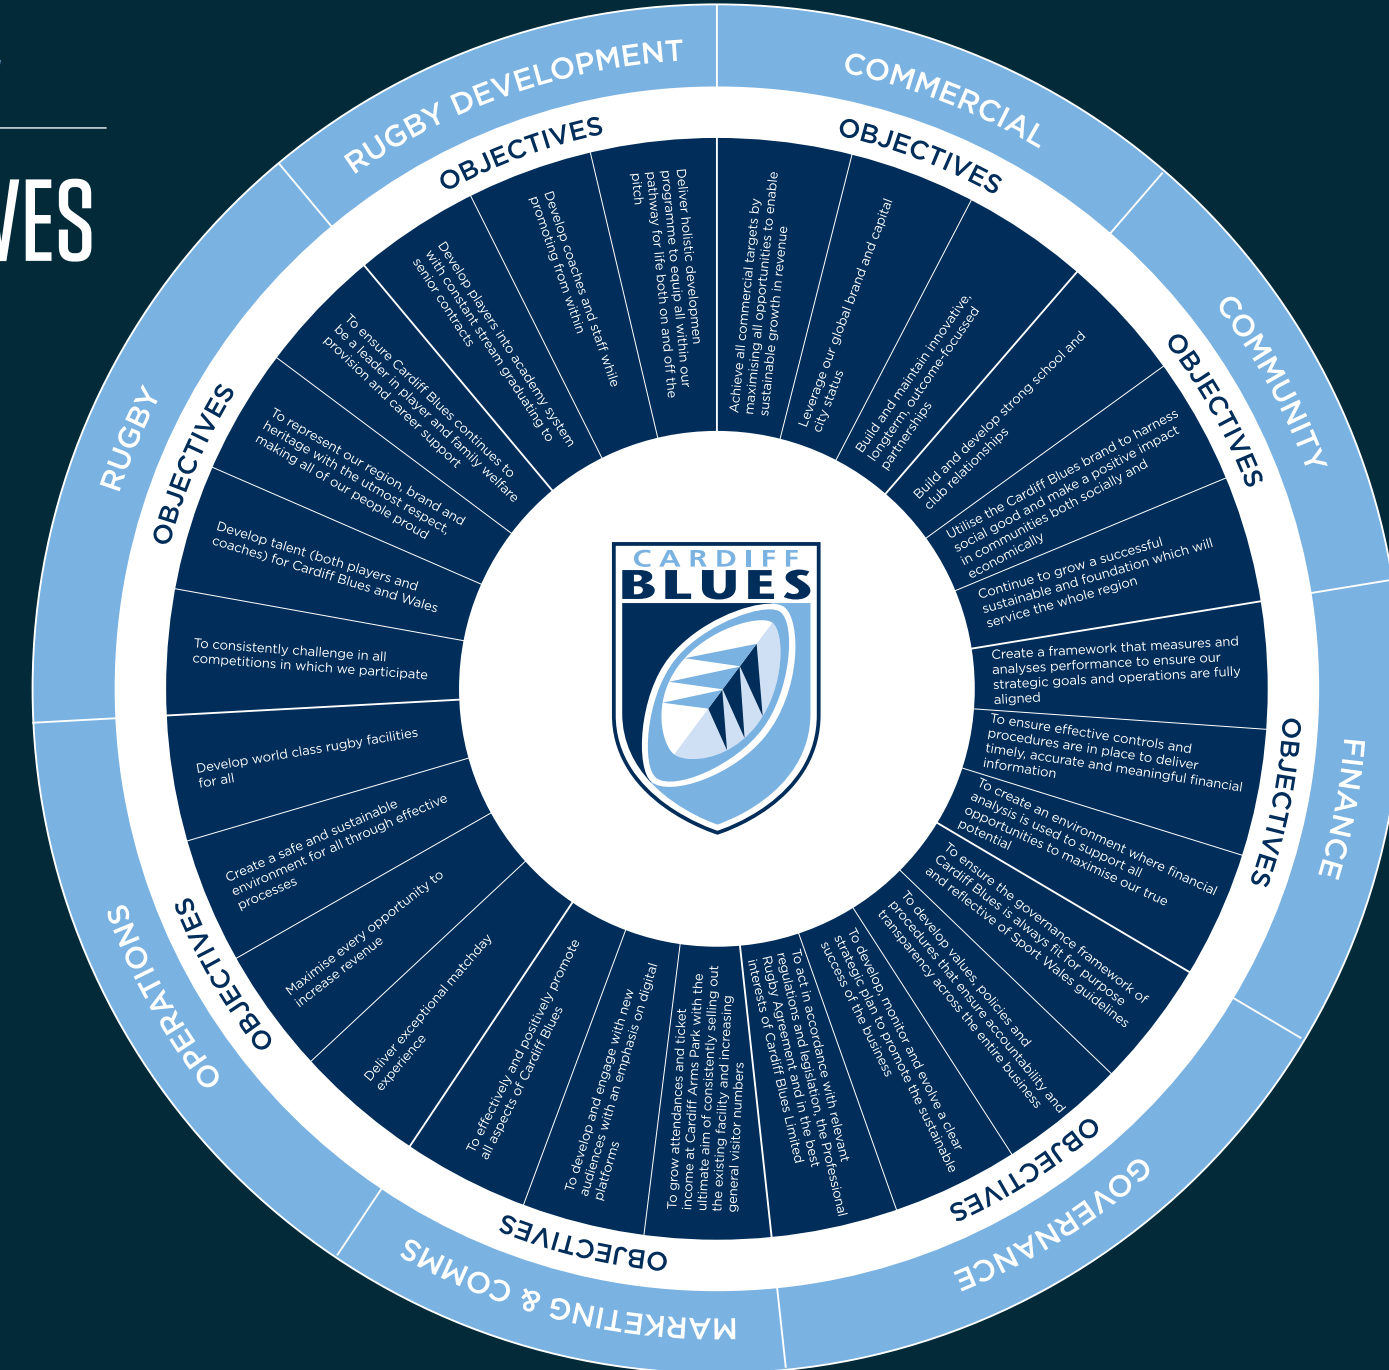 VES
COMMERCIAL
OBJECTIVES
Achieve all commercial targets by
maximising all opportunities to enable
sustainable growth in revenue
Leverage our global brand and capital
city status
Build and maintain innovative,
longterm, outcome-focussed
partnerships
COMMUNITY
OBJECTIVES
Build and develop strong school and
club relationships
Utilise the Cardiff Blues brand to harness
social good and make a positive impact
in communities both socially and
economically
Continue to grow a successful
sustainable and foundation which will
service the whole region
FINANCE
OBJECTIVES
Create a framework that measures and
analyses performance to ensure our
strategic goals and operations are fully
aligned
To ensure effective controls and
procedures are in place to deliver
timely, accurate and meaningful financial
information
To create an environment where financial
analysis is used to support all
opportunities to maximise our true
potential
GOVERNANCE
OBJECTIVES
To ensure the governance framework of
Cardiff Blues is always fit for purpose
and reflective of Sport Wales guidelines
To develop values, policies and
procedures that ensure accountability and
transparency across the entire business
To develop, monitor and evolve a clear
strategic plan to promote the sustainable
success of the business
To act in accordance with relevant
regulations and legislation, the Professional
Rugby Agreement and in the best
interests of Cardiff Blues Limited
MARKETING & COMMS
OBJECTIVES
To grow attendances and ticket
income at Cardiff Arms Park with the
ultimate aim of consistently selling out
the existing facility and increasing
general visitor numbers
To develop and engage with new
audiences with an emphasis on digital
platforms
To effectively and positively promote
all aspects of Cardiff Blues
OPERATIONS
OBJECTIVES
Deliver exceptional matchday
experience
Maximise every opportunity to
increase revenue
Create a safe and sustainable
environment for all through effective
processes
Develop world class rugby facilities
for all
RUGBY
OBJECTIVES
To consistently challenge in all
competitions in which we participate
Develop talent (both players and
coaches) for Cardiff Blues and Wales
To represent our region, brand and
heritage with the utmost respect,
making all of our people proud
To ensure Cardiff Blues continues to
be a leader in player and family welfare
provision and career support
RUGBY DEVELOPMENT
OBJECTIVES
Develop players into academy system
with constant stream graduating to
senior contracts
Develop coaches and staff while
promoting from within
Deliver holistic developmen
programme to equip all within our
pathway for life both on and off the
pitch
CARDIFF
BLUES